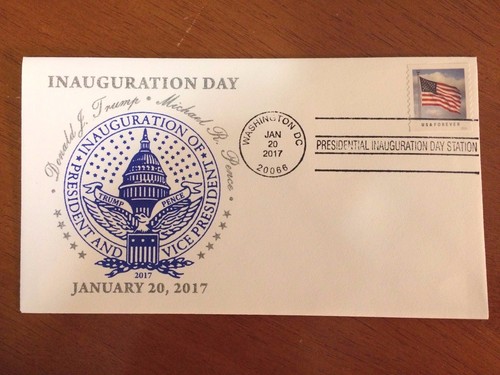 INAUGURATION DAY
Donald J. Trump • Michael R. Pence
INAUGURATION OF
PRESIDENT AND VICE PRESIDENT
TRUMP PENCE
2017
JANUARY 20, 2017
WASHINGTON DC
JAN
20
2017
20066
PRESIDENTIAL INAUGURATION DAY STATION
USA FOREVER